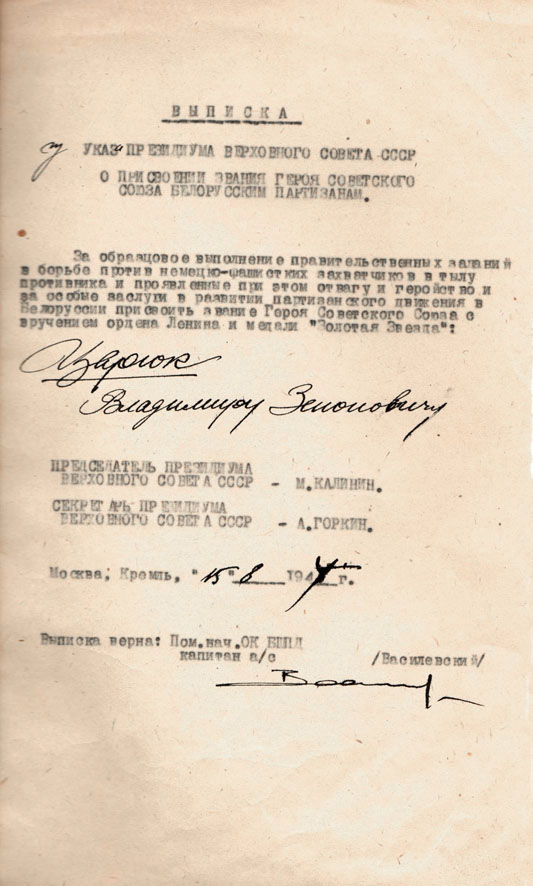 ВЫПИСКА
УКАЗ ПРЕЗИДИУМА ВЕРХОВНОГО СОВЕТА СССР
О ПРИСВОЕНИИ ЗВАНИЯ ГЕРОЯ СОВЕТСКОГО
СОЮЗА БЕЛОРУССКИМ ПАРТИЗАНАМ.
За образцовое выполнение правительственных заданий
в борьбе против немецко-фашистких захватчиков в тылу
противника и проявленные при этом отвагу и геройство и
за особые заслуги в развитии партизанского движения в
Белоруссии присвоить звание Героя Советского Союза с
вручением ордена Ленина и медали "Золотая Звезда":
Царюк
Владимиру Зеноновичу
ПРЕДСЕДАТЕЛЬ ПРЕЗИДИУМА
ВЕРХОВНОГО СОВЕТА СССР - М.КАЛИНИН.
СЕКРЕТАРЬ ПРЕЗИДИУМА
ВЕРХОВНОГО СОВЕТА СССР - А.ГОРКИН.
Москва, Кремль, "15" 8 1944 г.
Выписка верна: Пом.нач.ОК БШПД
капитан а/с /Василевский/